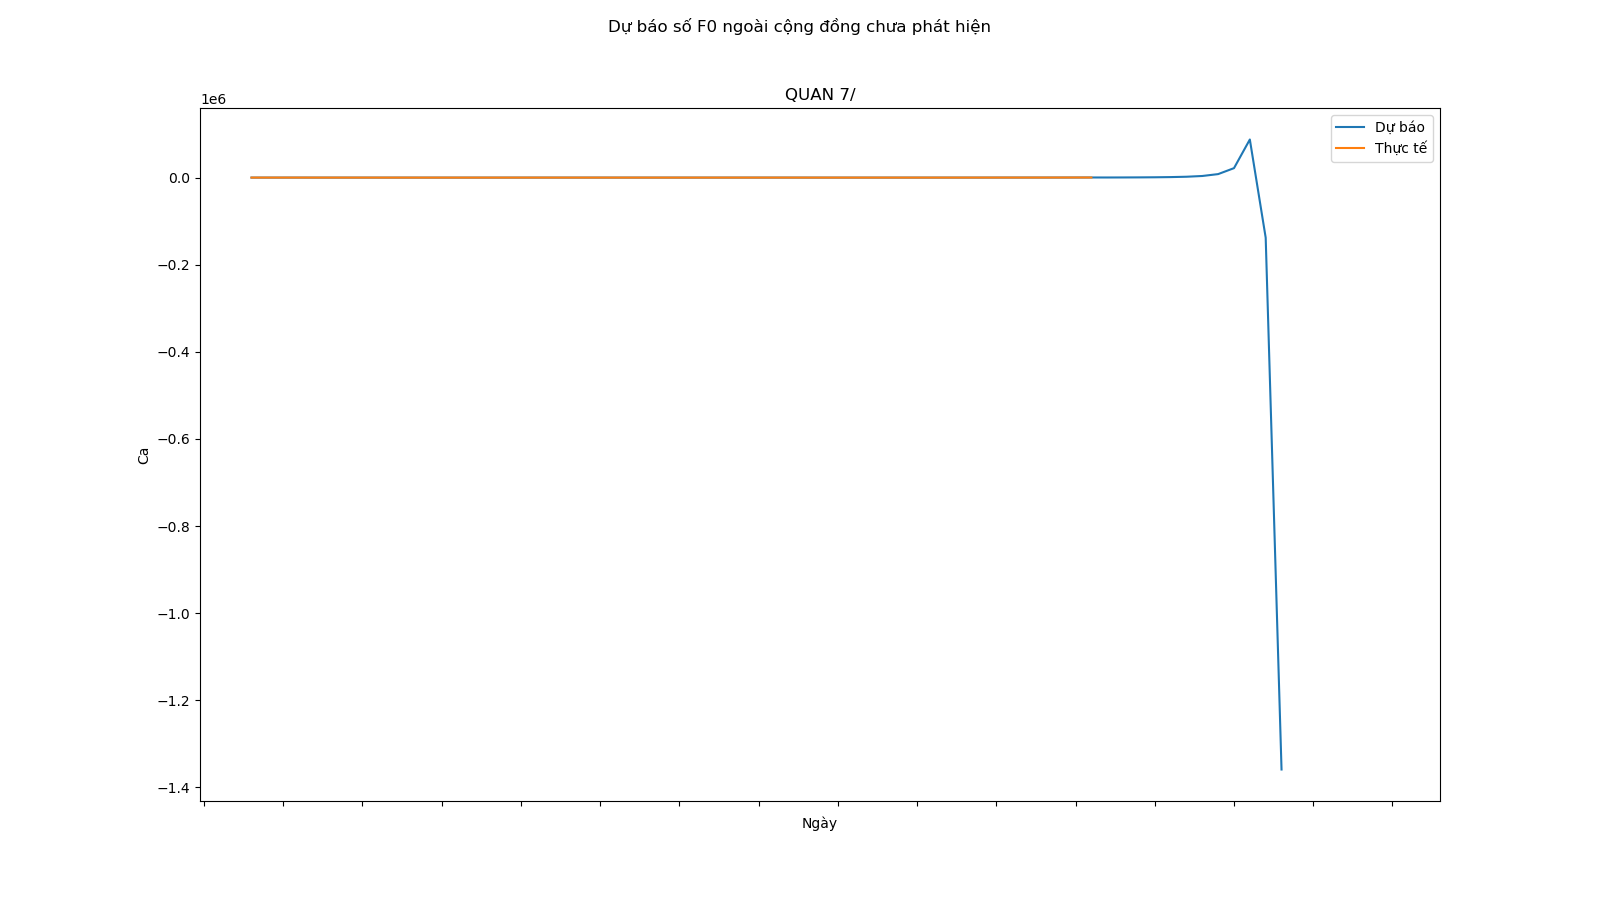 Dự báo số F0 ngoài cộng đồng chưa phát hiện
QUAN 7/
1e6
Dự báo
Thực tế
0.0
−0.2
−0.4
−0.6
−0.8
−1.0
−1.2
−1.4
Ca
Ngày